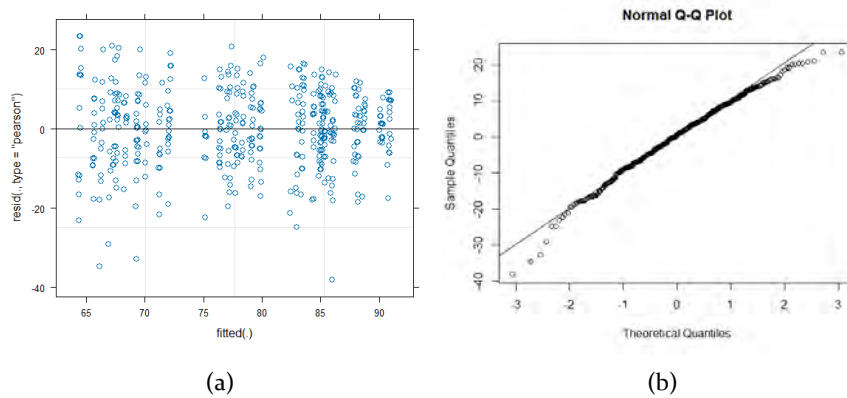 resid(., type = "pearson")
20
0
-20
-40
65 70 75 80 85 90
fitted(.)
(a)
Normal Q-Q Plot
Sample Quantiles
20
10
0
-10
-20
-30
-40
-3 -2 -1 0 1 2 3
Theoretical Quantiles
(b)